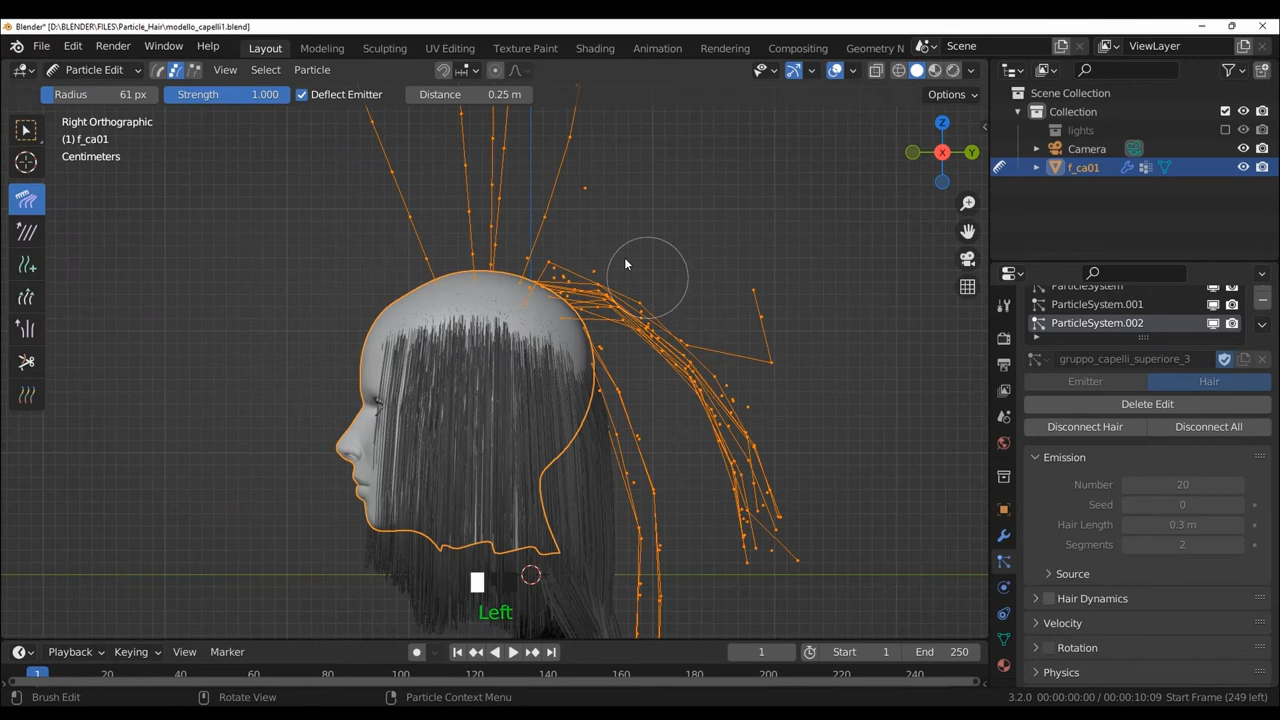 Blender* [D:\BLENDER\FILES\Particle_Hair\modello_capelli1.blend]
File Edit Render Window Help Layout Modeling Sculpting UV Editing Texture Paint Shading Animation Rendering Compositing Geometry N Scene ViewLayer
Particle Edit View Select Particle
Radius 61 px Strength 1.000 Deflect Emitter Distance 0.25 m Options
Right Orthographic
(1) f_ca01
Centimeters
Z
X
Y
Scene Collection
Collection
lights
Camera
f_ca01
ParticleSystem.001
ParticleSystem.002
gruppo_capelli_superiore_3
Emitter Hair
Delete Edit
Disconnect Hair Disconnect All
Emission
Number 20
Seed 0
Hair Length 0.3 m
Segments 2
Source
Hair Dynamics
Velocity
Rotation
Physics
Left
Playback Keying View Marker 1 Start 1 End 250
1 20 40 60 80 100 120 140 160 180 200 220 240
Brush Edit Rotate View Particle Context Menu 3.2.0 00:00:00:00 / 00:00:10:09 Start Frame (249 left)